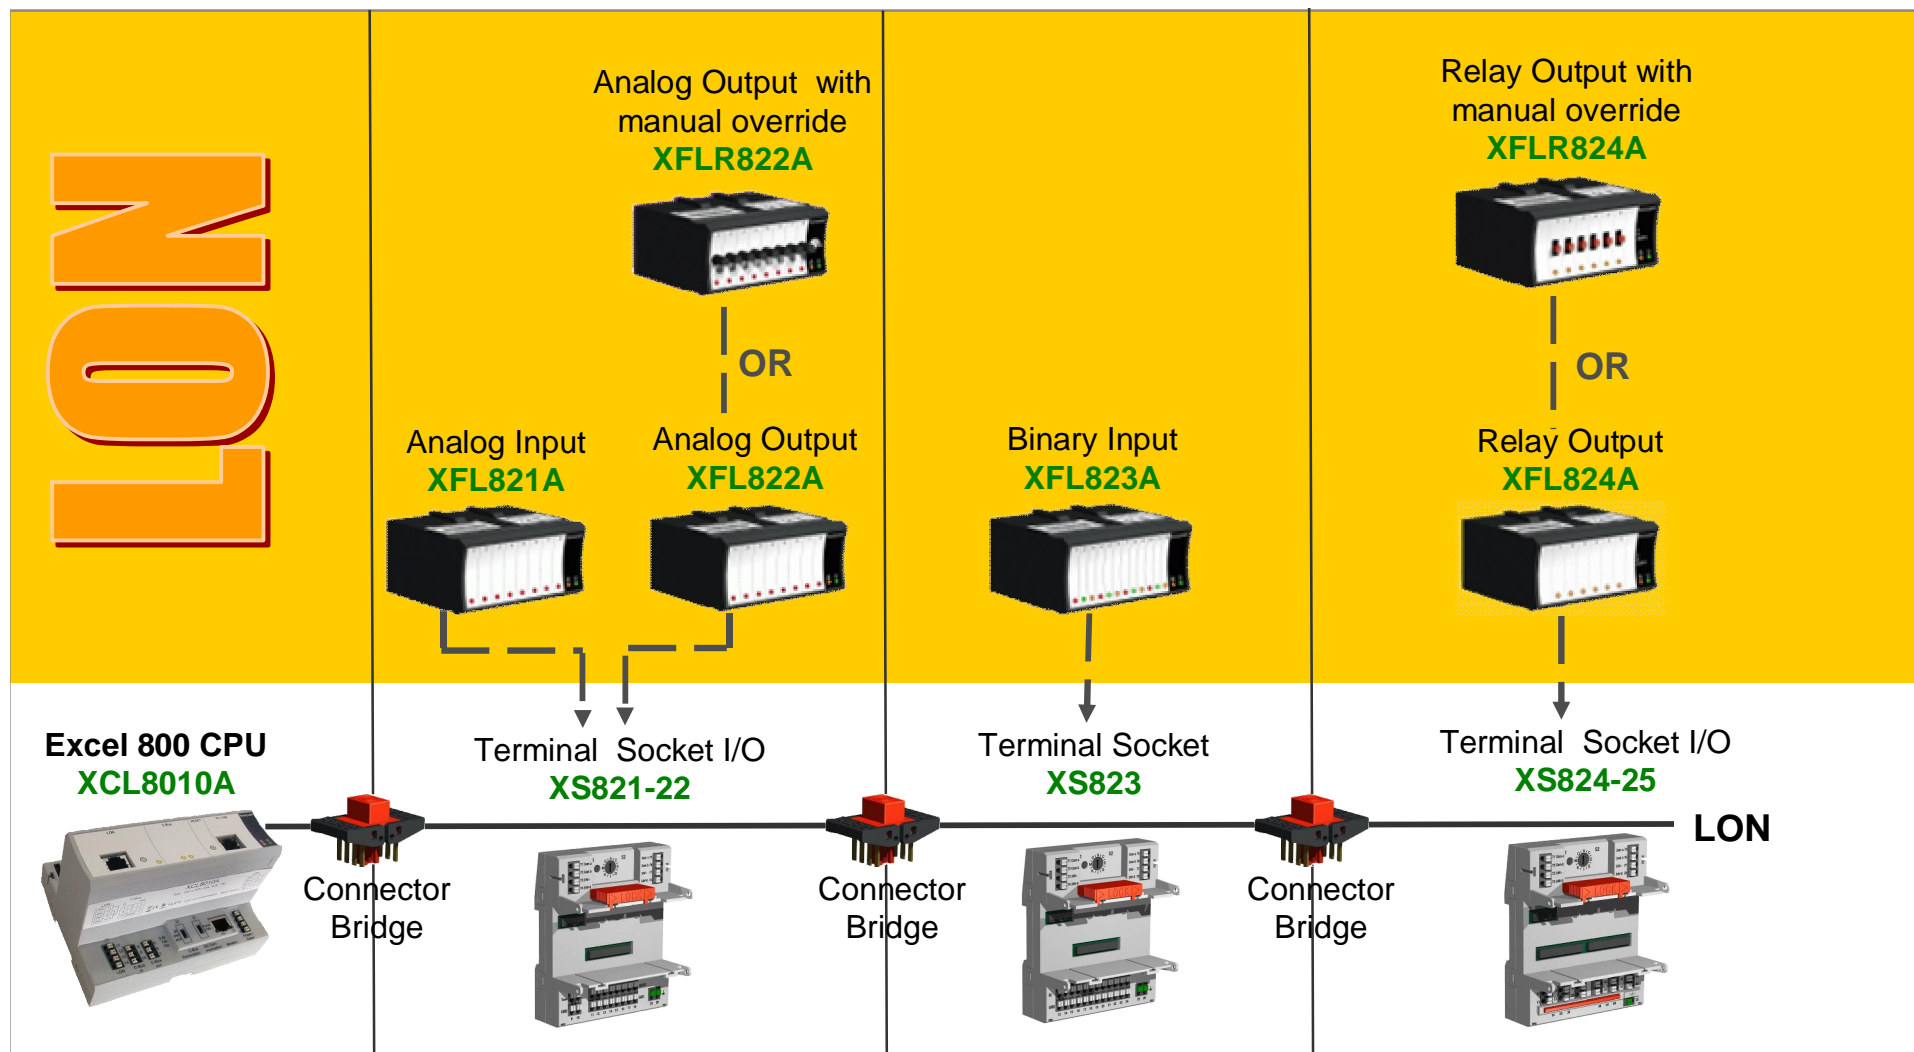 LON
Analog Output with
manual override
XFLR822A
OR
Analog Input
XFL821A
Analog Output
XFL822A
Binary Input
XFL823A
Relay Output with
manual override
XFLR824A
OR
Relay Output
XFL824A
Excel 800 CPU
XCL8010A
Terminal Socket I/O
XS821-22
Terminal Socket
XS823
Terminal Socket I/O
XS824-25
LON
Connector
Bridge
Connector
Bridge
Connector
Bridge
XCL8010A